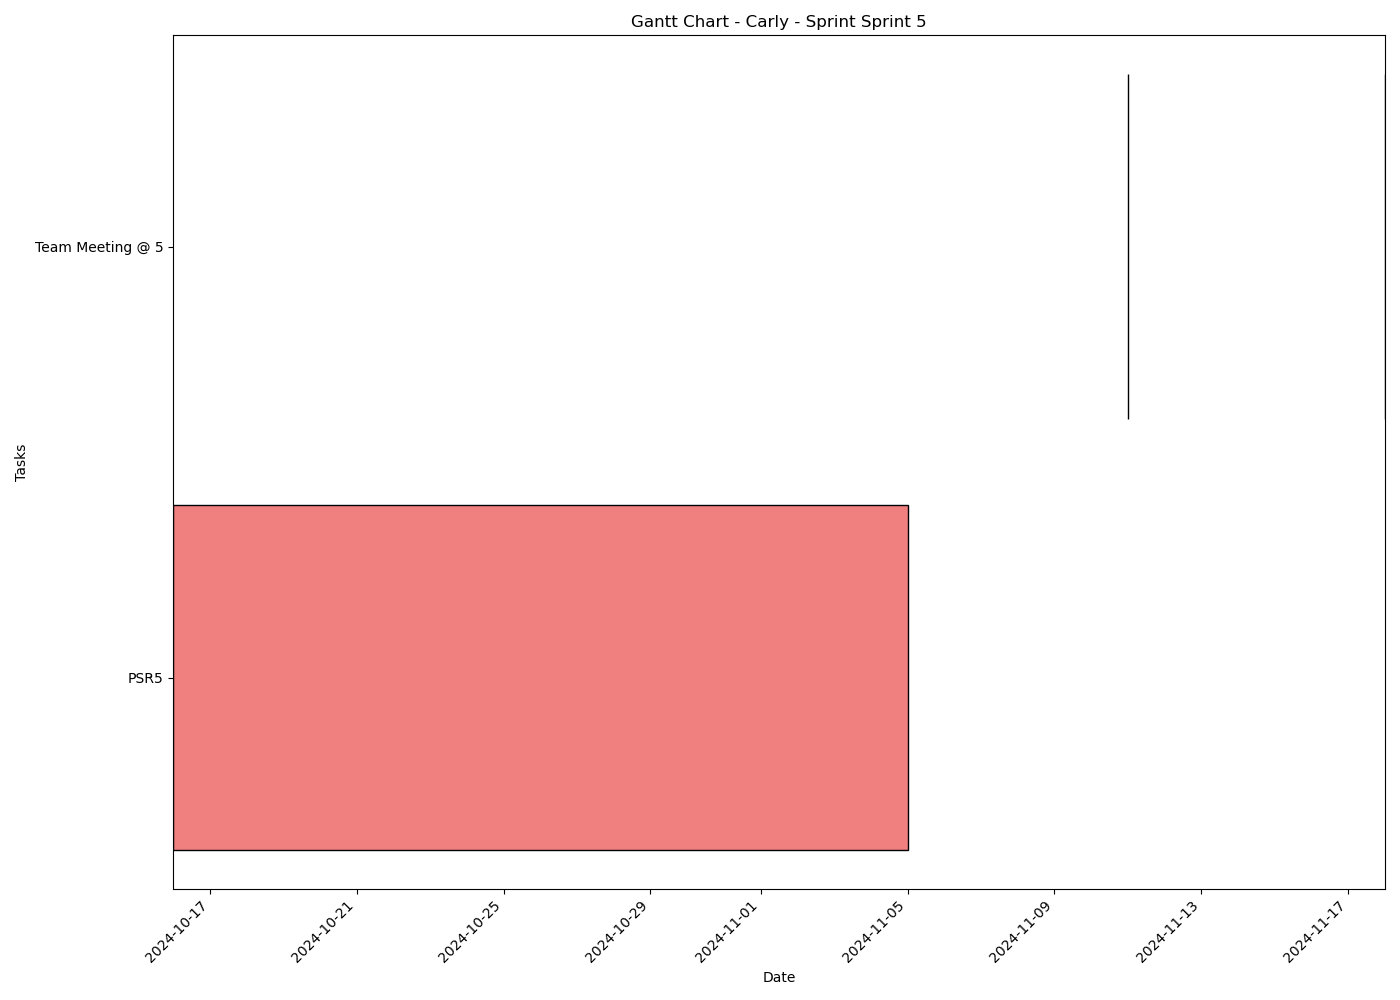 Gantt Chart - Carly - Sprint Sprint 5
Team Meeting @ 5
Tasks
PSR5
2024-10-17
2024-10-21
2024-10-25
2024-10-29
2024-11-01
2024-11-05
2024-11-09
2024-11-13
2024-11-17
Date